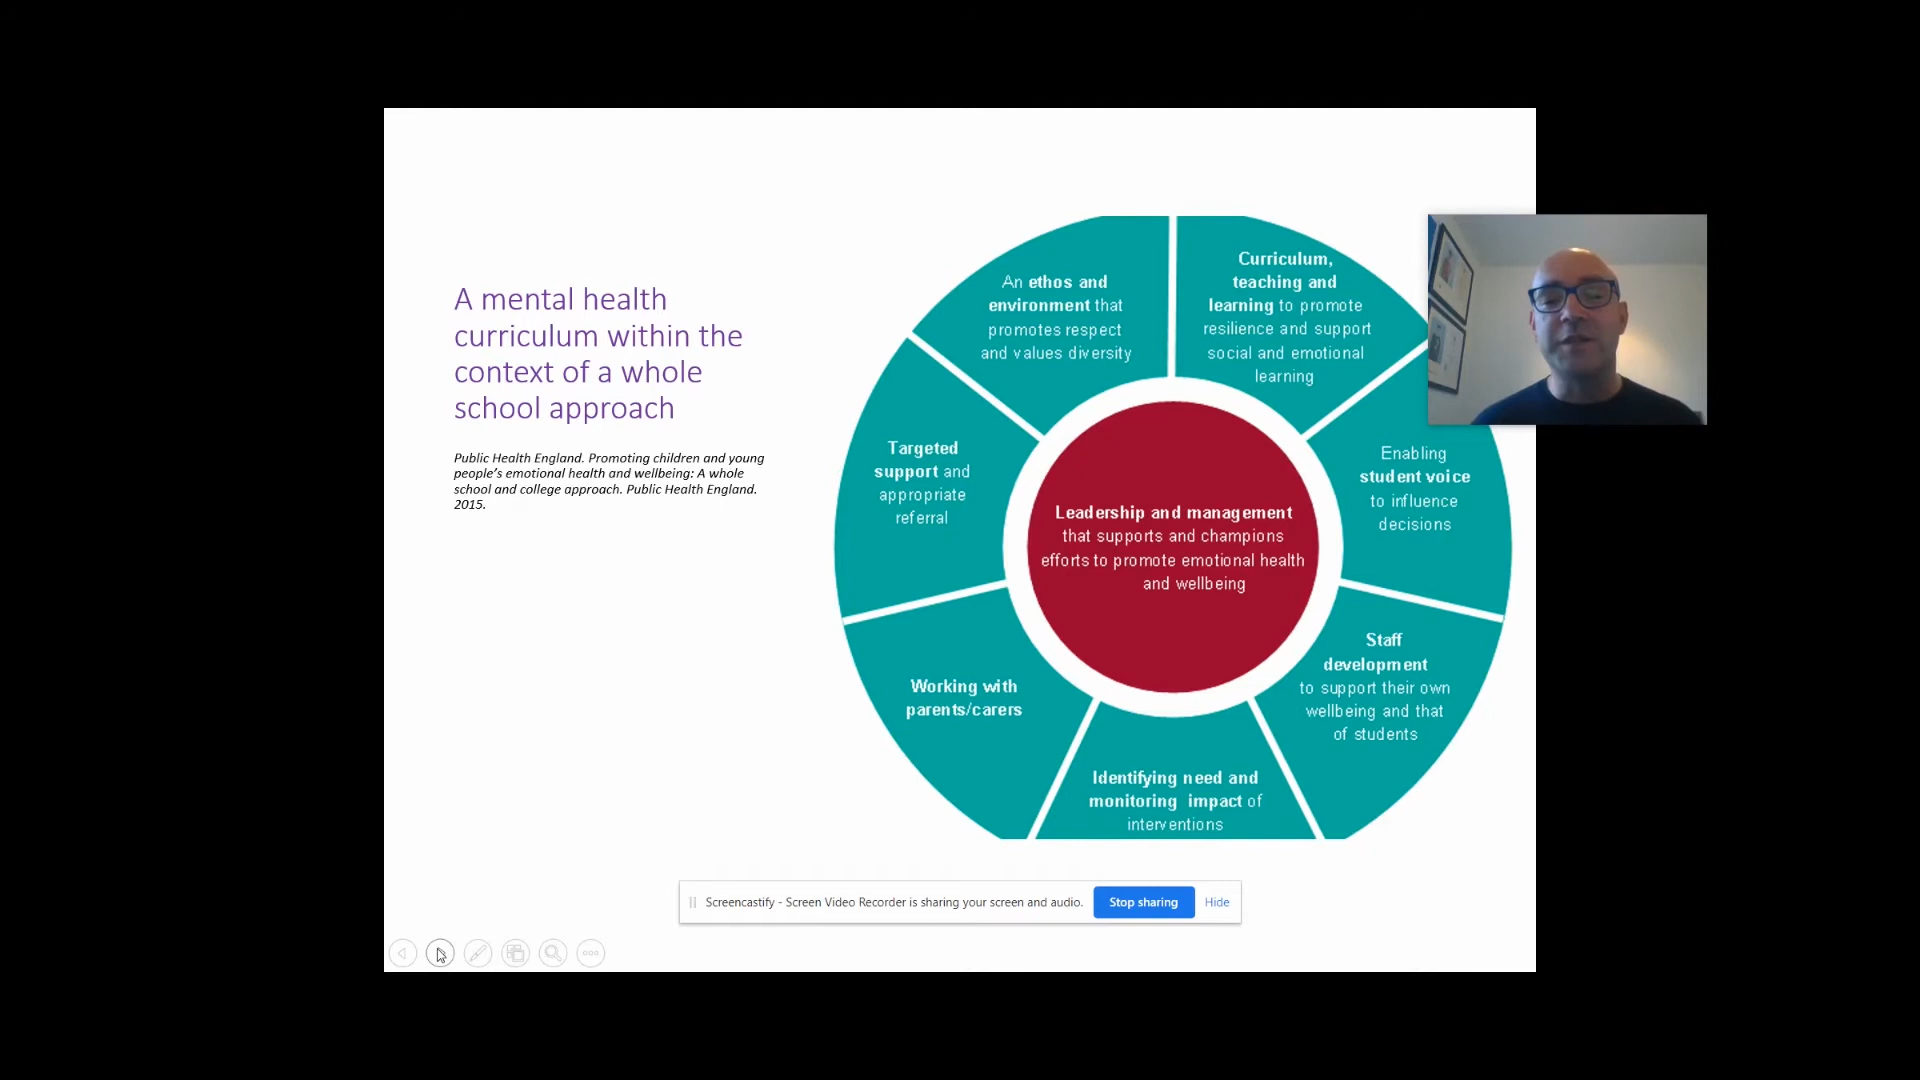 A mental health
curriculum within the
context of a whole
school approach
Public Health England. Promoting children and young
people's emotional health and wellbeing: A whole
school and college approach. Public Health England.
2015.
An ethos and
environment that
promotes respect
and values diversity
Curriculum,
teaching and
learning to promote
resilience and support
social and emotional
learning
Enabling
student voice
to influence
decisions
Staff
development
to support their own
wellbeing and that
of students
Identifying need and
monitoring impact of
interventions
Working with
parents/carers
Targeted
support and
appropriate
referral
Leadership and management
that supports and champions
efforts to promote emotional health
and wellbeing
Screencastify - Screen Video Recorder is sharing your screen and audio.
Stop sharing
Hide